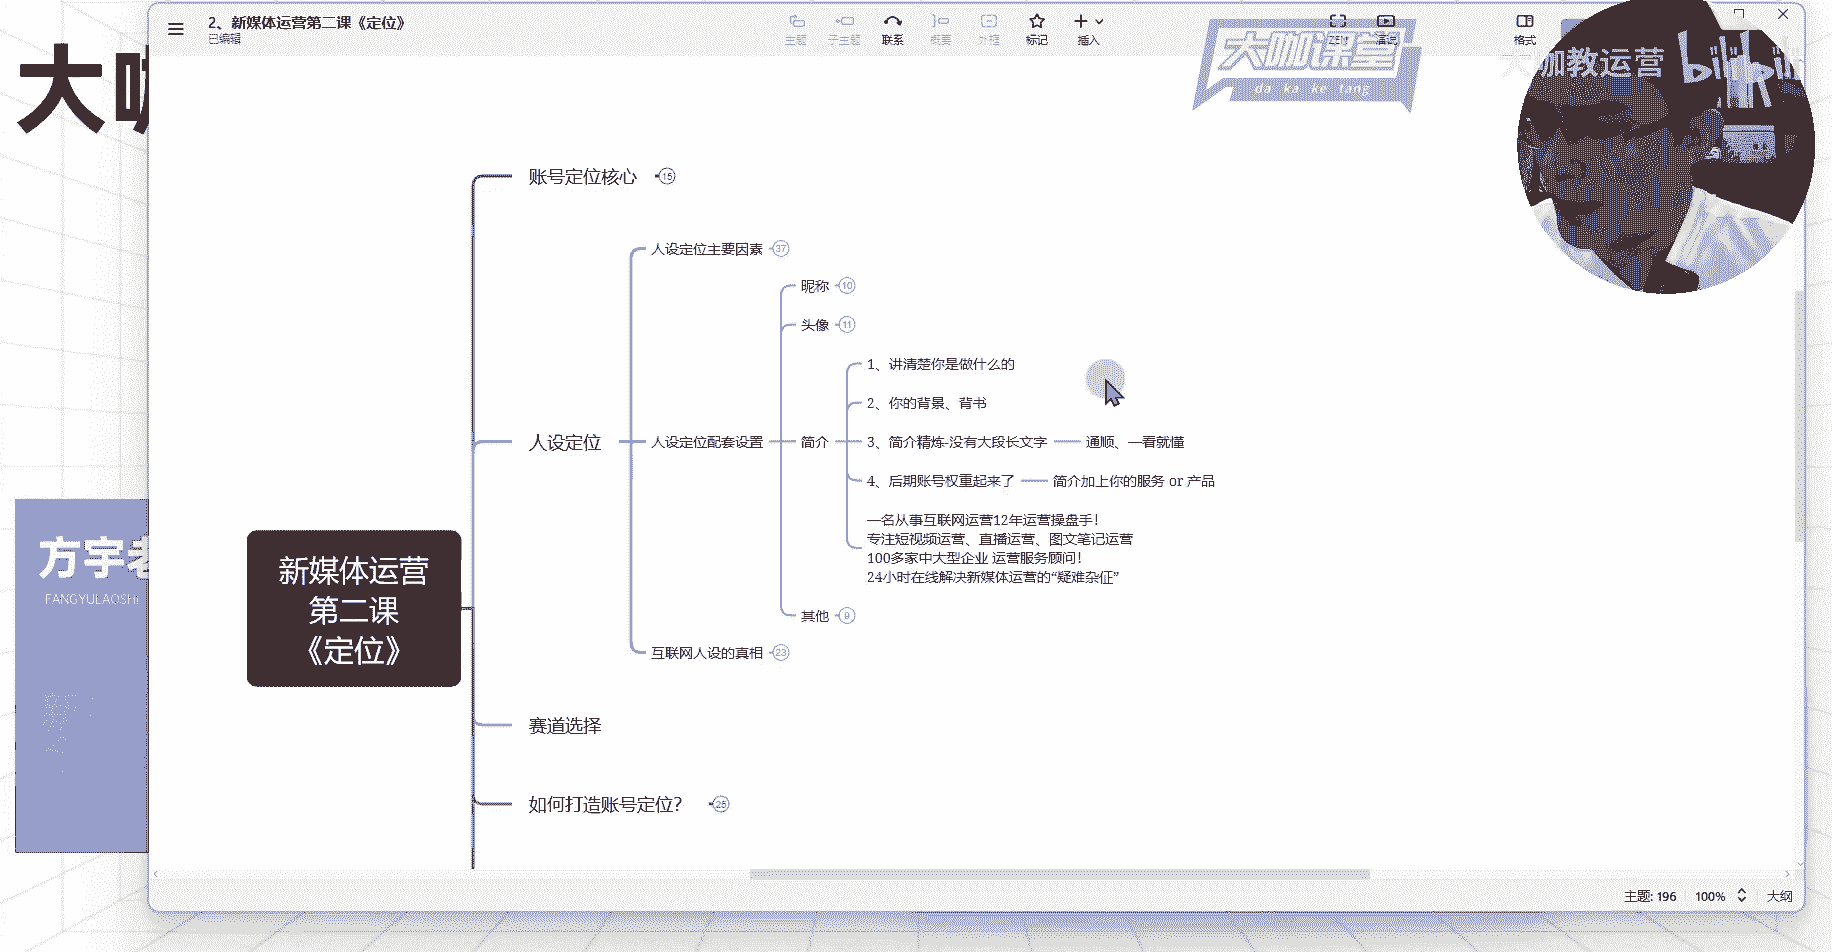 2、新媒体运营第二课《定位》
已编辑
主题
子主题
联系
概要
外框
标记
插入
ZEN
演说
格式
大咖课堂
da ka ke tang
大咖教运营
bilibili
大咖
方宇老
FANGYULAOSHI
账号定位核心
15
人设定位主要因素
37
昵称
10
头像
11
1、讲清楚你是做什么的
2、你的背景、背书
人设定位
人设定位配套设置
简介
3、简介精炼-没有大段长文字
通顺、一看就懂
4、后期账号权重起来了
简介加上你的服务 or 产品
一名从事互联网运营12年运营操盘手！
专注短视频运营、直播运营、图文笔记运营
100多家中大型企业 运营服务顾问！
24小时在线解决新媒体运营的“疑难杂症”
其他
9
互联网人设的真相
23
新媒体运营
第二课
《定位》
赛道选择
如何打造账号定位？
25
主题: 196
100%
大纲